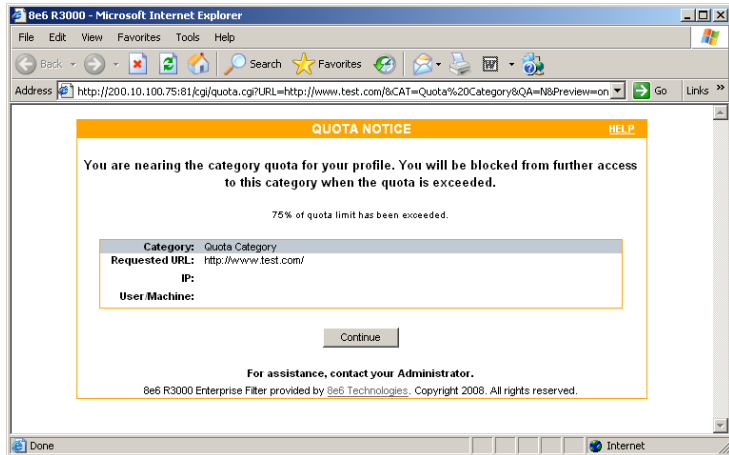 8e6 R3000 - Microsoft Internet Explorer
File Edit View Favorites Tools Help
Back Search Favorites
Address http://200.10.100.75:81/cgi/quota.cgi?URL=http://www.test.com/&CAT=Quota%20Category&QA=N&Preview=on Go Links »
QUOTA NOTICE HELP
You are nearing the category quota for your profile. You will be blocked from further access
to this category when the quota is exceeded.
75% of quota limit has been exceeded.
Category: Quota Category
Requested URL: http://www.test.com/
IP:
User/Machine:
Continue
For assistance, contact your Administrator.
8e6 R3000 Enterprise Filter provided by 8e6 Technologies. Copyright 2008. All rights reserved.
Done Internet